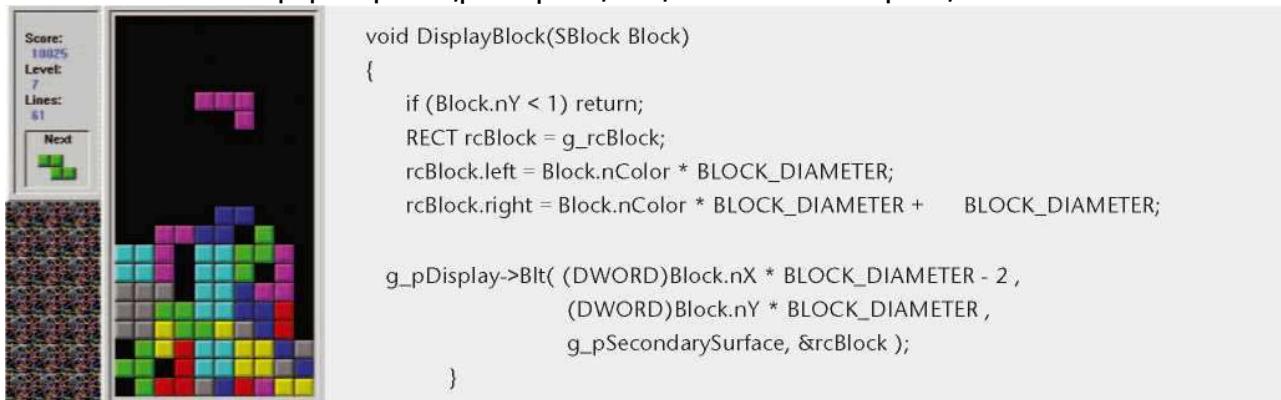 Score:
10025
Level:
7
Lines:
61
Next
void DisplayBlock(SBlock Block)
{
if (Block.nY < 1) return;
RECT rcBlock = g_rcBlock;
rcBlock.left = Block.nColor * BLOCK_DIAMETER;
rcBlock.right = Block.nColor * BLOCK_DIAMETER + BLOCK_DIAMETER;
g_pDisplay->Blt( (DWORD)Block.nX * BLOCK_DIAMETER - 2 ,
(DWORD)Block.nY * BLOCK_DIAMETER ,
g_pSecondarySurface, &rcBlock );
}